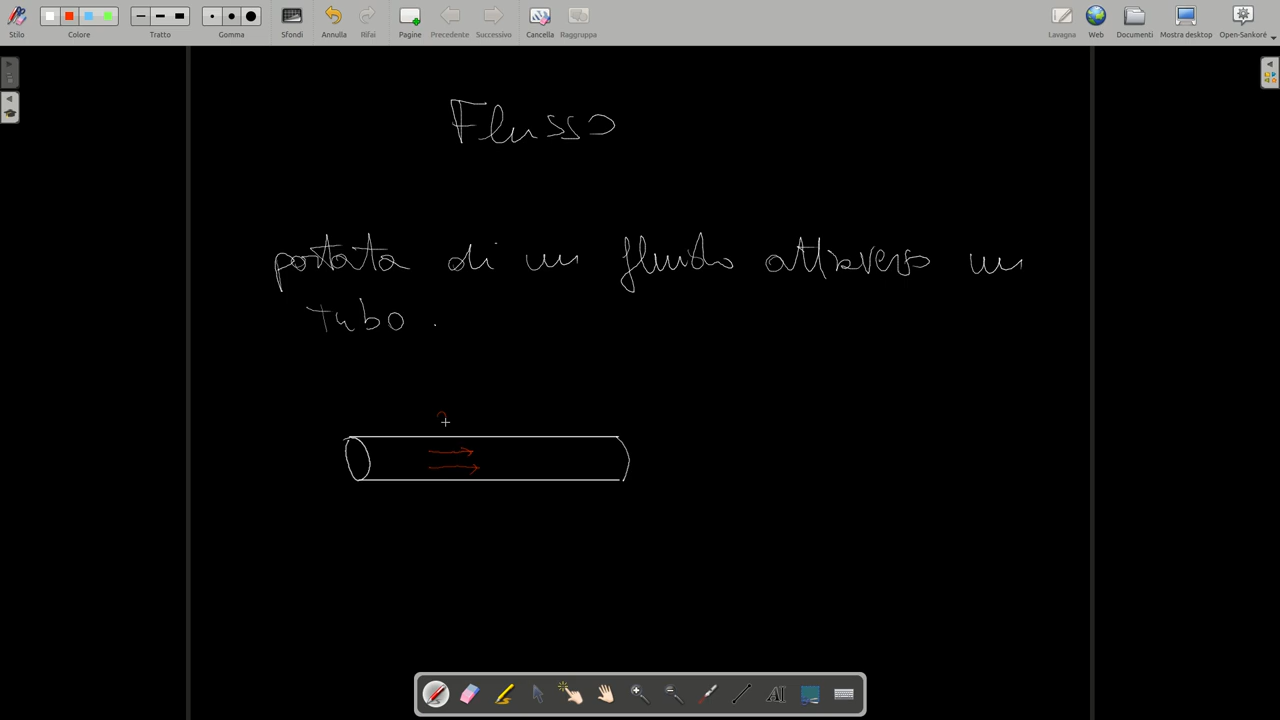 Stilo Colore Tratto Gomma Sfondi Annulla Rifai Pagine Precedente Successivo Cancella Raggruppa Lavagna Web Documenti Mostra desktop Open-Sankoré
Flusso
portata di un fluido attraverso un
tubo.
AI